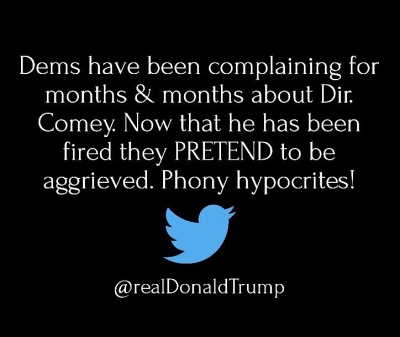 Dems have been complaining for
months & months about Dir.
Comey. Now that he has been
fired they PRETEND to be
aggrieved. Phony hypocrites!
@realDonaldTrump